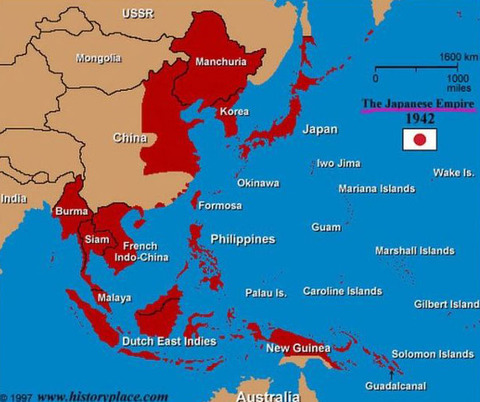 USSR
Mongolia
Manchuria
1600 km
0
1000
miles
The Japanese Empire
1942
Korea
Japan
China
Iwo Jima
Wake Is.
Okinawa
Mariana Islands
India
Burma
Formosa
Guam
Siam
French
Indo-China
Philippines
Marshall Islands
Malaya
Palau Is.
Caroline Islands
Gilbert Island
Dutch East Indies
New Guinea
Solomon Islands
Guadalcanal
© 1997 www.historyplace.com
Australia